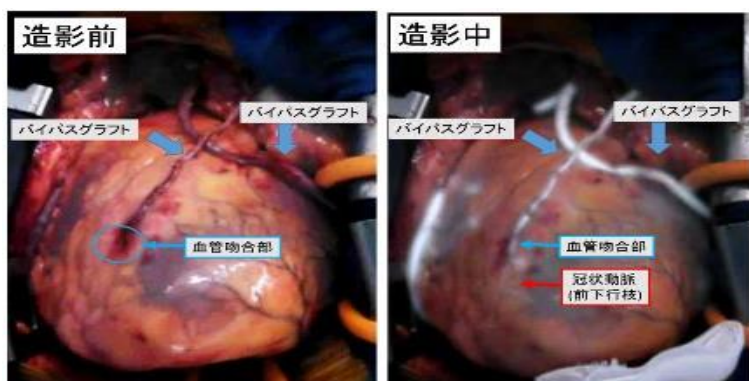 造影前
バイパスグラフト
バイパスグラフト
血管吻合部
造影中
バイパスグラフト
バイパスグラフト
血管吻合部
冠状動脈
(前下行枝)